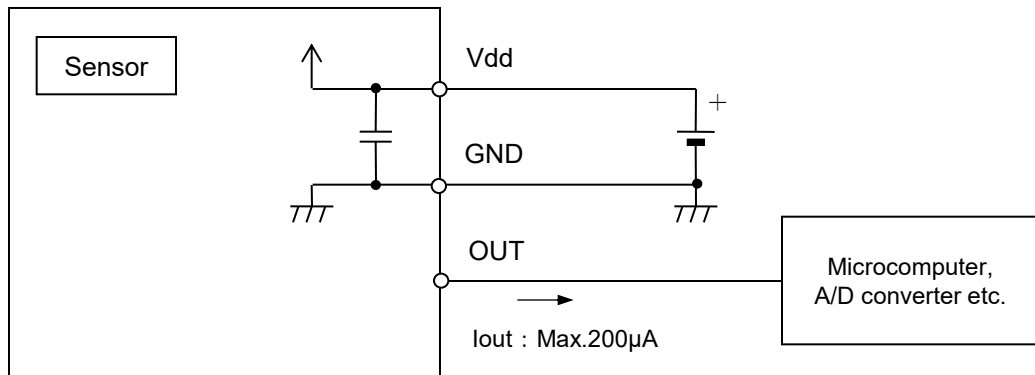 Sensor
Vdd
+
GND
OUT
Microcomputer,
A/D converter etc.
Iout : Max.200µA